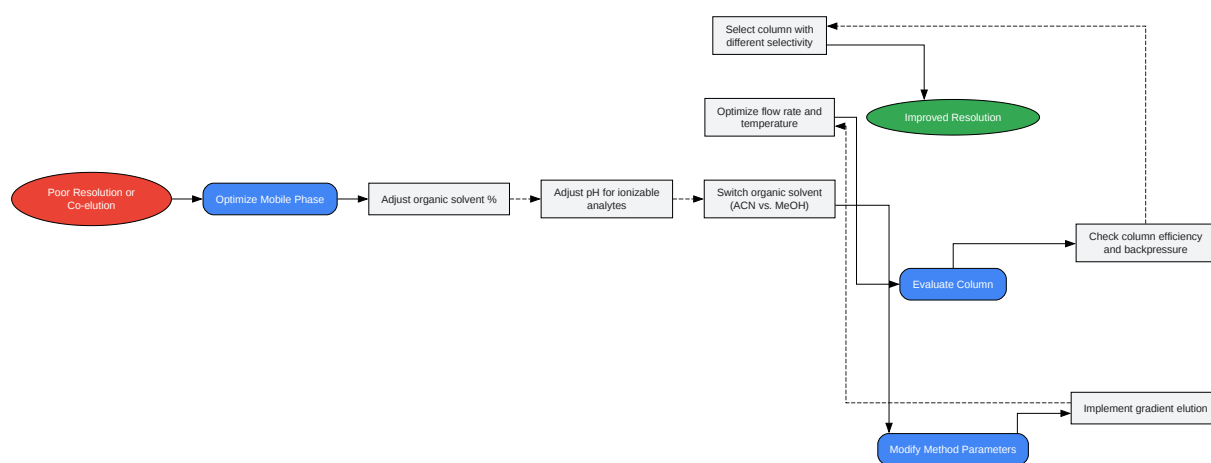 Select column with
different selectivity
Optimize flow rate and
temperature
Improved Resolution
Poor Resolution or
Co-elution
Optimize Mobile Phase
Adjust organic solvent %
Adjust pH for ionizable
analytes
Switch organic solvent
(ACN vs. MeOH)
Check column efficiency
and backpressure
Evaluate Column
Implement gradient elution
Modify Method Parameters